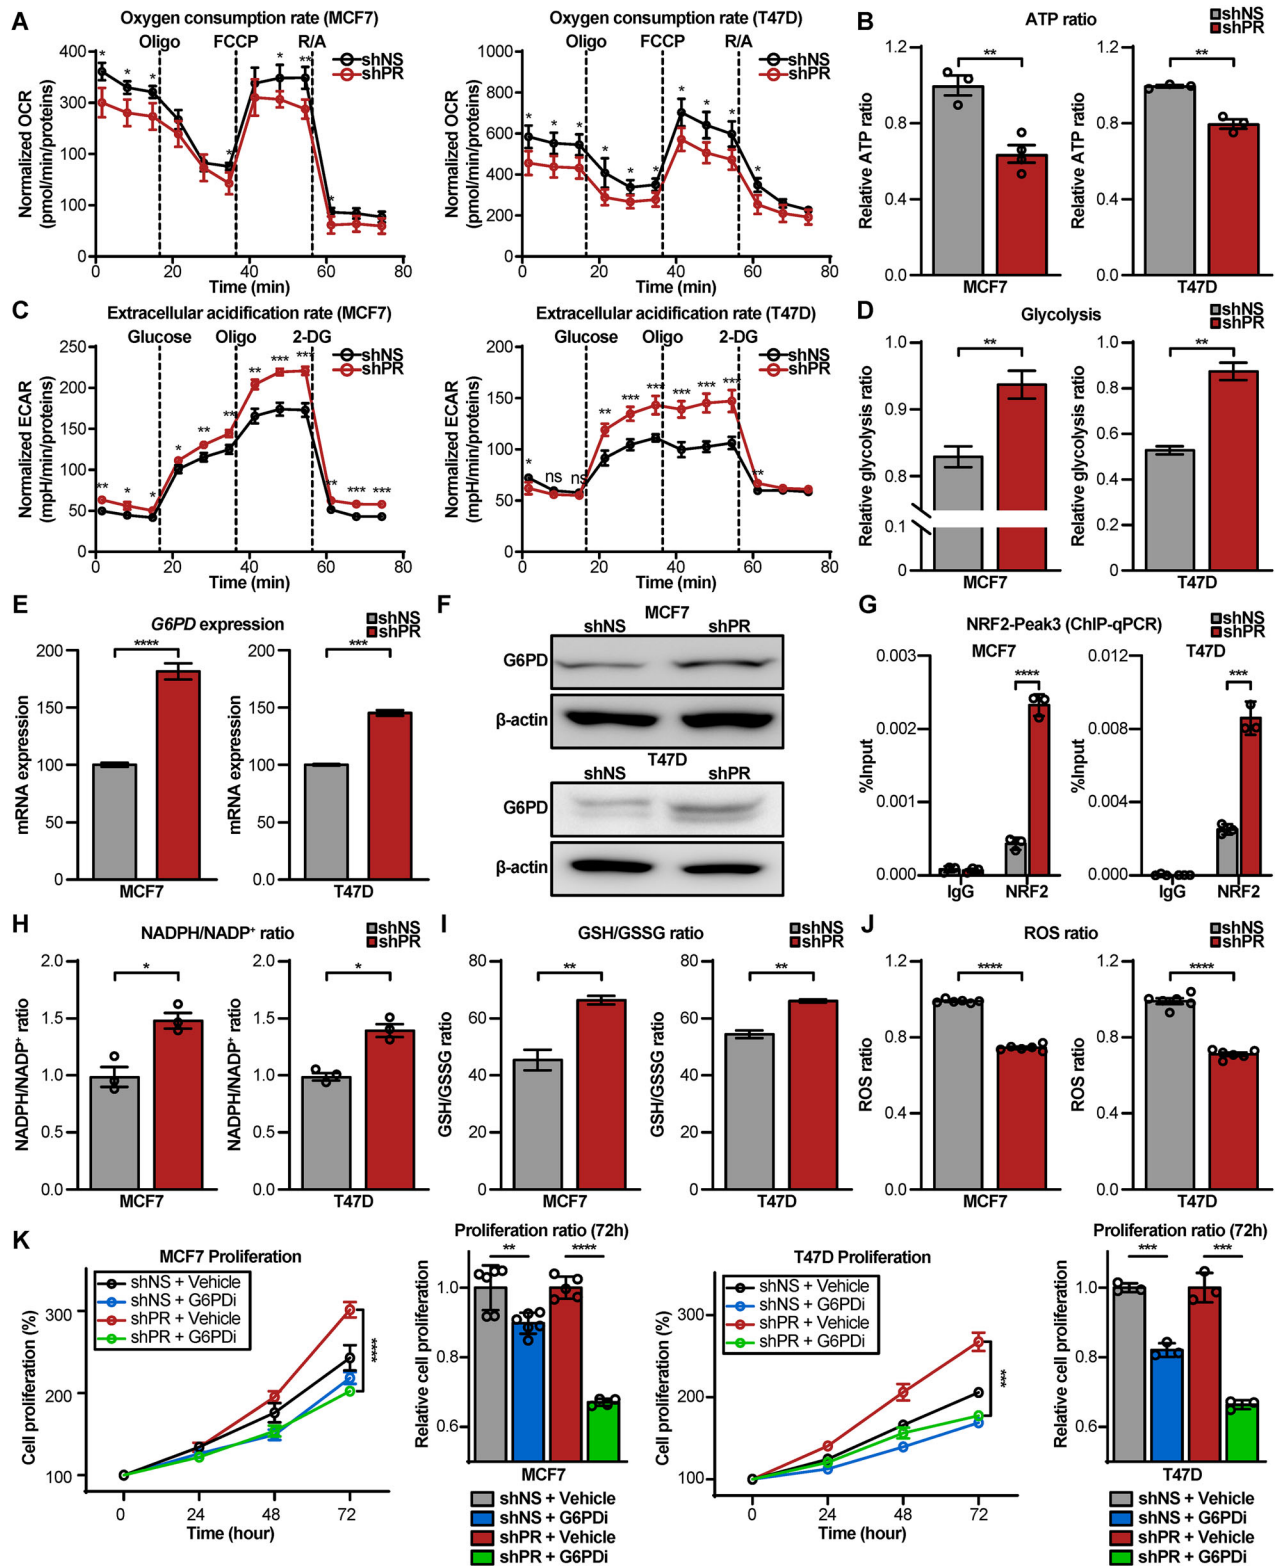 A
Oxygen consumption rate (MCF7)
Oligo FCCP R/A
shNS
shPR
400
300
100
100
0
0 20 40 60 80
* * * * * ** *
Normalized OCR
(pmol/min/proteins)
Time (min)
Oxygen consumption rate (T47D)
Oligo FCCP R/A
shNS
shPR
1000
800
600
400
200
0
0 20 40 60 80
* * * * * * * * * *
Normalized OCR
(pmol/min/proteins)
Time (min)
B
ATP ratio
shNS
shPR
1.2
0.8
0.4
0.0
**
Relative ATP ratio
MCF7
1.2
0.8
0.4
0.0
**
Relative ATP ratio
T47D
C
Extracellular acidification rate (MCF7)
Glucose Oligo 2-DG
shNS
shPR
250
200
150
100
50
0
0 20 40 60 80
** * * * ** ** ** *** *** ** *** ***
Normalized ECAR
(mpH/min/proteins)
Time (min)
Extracellular acidification rate (T47D)
Glucose Oligo 2-DG
shNS
shPR
200
150
100
50
0
0 20 40 60 80
* ns ns ** *** *** *** *** *** **
Normalized ECAR
(mpH/min/proteins)
Time (min)
D
Glycolysis
shNS
shPR
1.0
0.9
0.8
0.1
0
**
Relative glycolysis ratio
MCF7
1.0
0.8
0.6
0.4
0.2
0
**
Relative glycolysis ratio
T47D
E
G6PD expression
shNS
shPR
200
150
100
50
0
****
mRNA expression
MCF7
200
150
100
50
0.0
***
mRNA expression
T47D
F
MCF7
shNS shPR
G6PD
β-actin
T47D
shNS shPR
G6PD
β-actin
G
NRF2-Peak3 (ChIP-qPCR)
shNS
shPR
MCF7
0.003
0.002
0.001
0.000
****
%Input
IgG NRF2
T47D
0.012
0.008
0.004
0.000
***
%Input
IgG NRF2
H
NADPH/NADP⁺ ratio
shNS
shPR
2.0
1.5
1.0
0.5
0.0
*
NADPH/NADP⁺ ratio
MCF7
2.0
1.5
1.0
0.5
0.0
*
NADPH/NADP⁺ ratio
T47D
I
GSH/GSSG ratio
shNS
shPR
80
60
40
20
0
**
GSH/GSSG ratio
MCF7
80
60
40
20
0
**
GSH/GSSG ratio
T47D
J
ROS ratio
shNS
shPR
1.2
0.8
0.4
0.0
****
ROS ratio
MCF7
1.2
0.8
0.4
0.0
****
ROS ratio
T47D
K
MCF7 Proliferation
shNS + Vehicle
shNS + G6PDi
shPR + Vehicle
shPR + G6PDi
300
200
100
0 24 48 72
****
Cell proliferation (%)
Time (hour)
Proliferation ratio (72h)
** ****
1.0
0.8
0.6
Relative cell proliferation
MCF7
shNS + Vehicle
shNS + G6PDi
shPR + Vehicle
shPR + G6PDi
T47D Proliferation
shNS + Vehicle
shNS + G6PDi
shPR + Vehicle
shPR + G6PDi
300
200
100
0 24 48 72
***
Cell proliferation (%)
Time (hour)
Proliferation ratio (72h)
*** ***
1.0
0.8
0.6
Relative cell proliferation
T47D
shNS + Vehicle
shNS + G6PDi
shPR + Vehicle
shPR + G6PDi